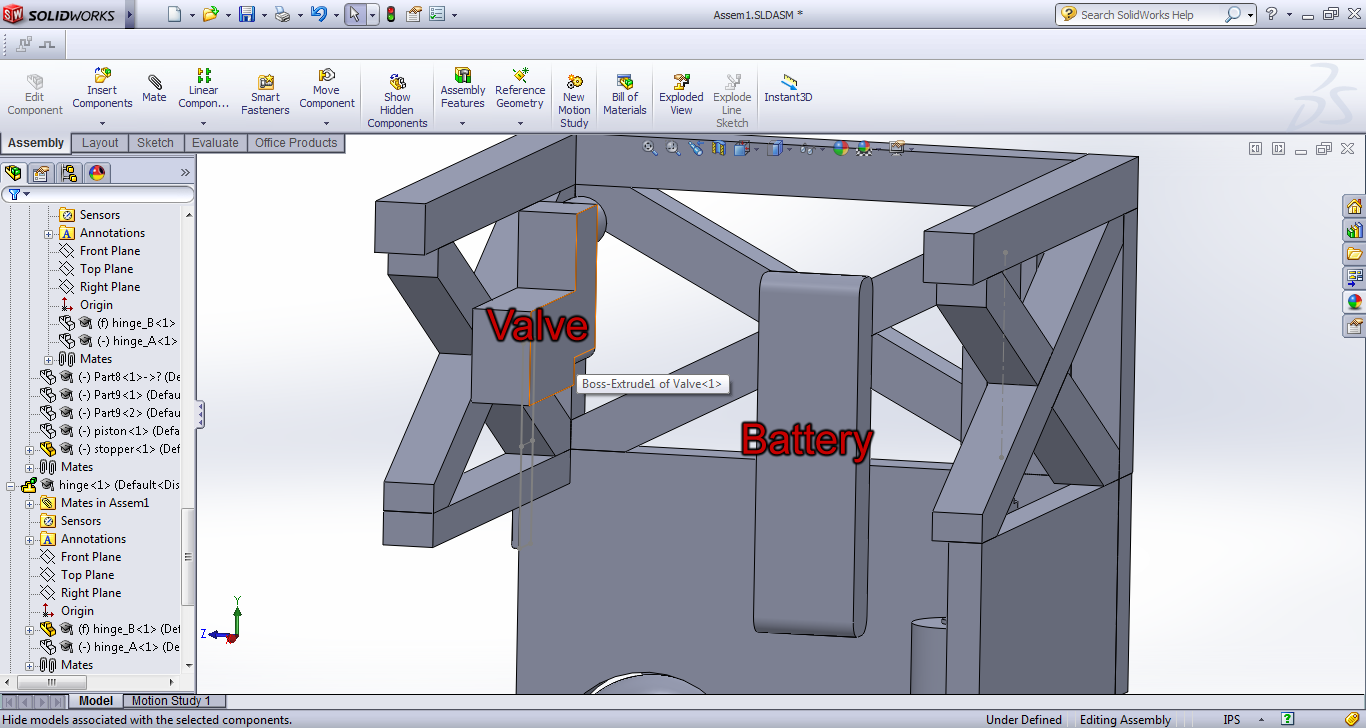 SOLIDWORKS
Assem1.SLDASM *
Search SolidWorks Help
Edit Component
Insert Components
Mate
Linear Compon...
Smart Fasteners
Move Component
Show Hidden Components
Assembly Features
Reference Geometry
New Motion Study
Bill of Materials
Exploded View
Explode Line Sketch
Instant3D
Assembly
Layout
Sketch
Evaluate
Office Products
Sensors
Annotations
Front Plane
Top Plane
Right Plane
Origin
(f) hinge_B<1>
(-) hinge_A<1>
Mates
(-) Part8<1>->? (De
(-) Part9<1> (Defau
(-) Part9<2> (Defau
(-) piston<1> (Defau
(-) stopper<1> (Def
Mates
hinge<1> (Default<Dis
Mates in Assem1
Sensors
Annotations
Front Plane
Top Plane
Right Plane
Origin
(f) hinge_B<1> (Def
(-) hinge_A<1> (De
Mates
Valve
Boss-Extrude1 of Valve<1>
Battery
Y
Z
Model
Motion Study 1
Hide models associated with the selected components.
Under Defined
Editing Assembly
IPS